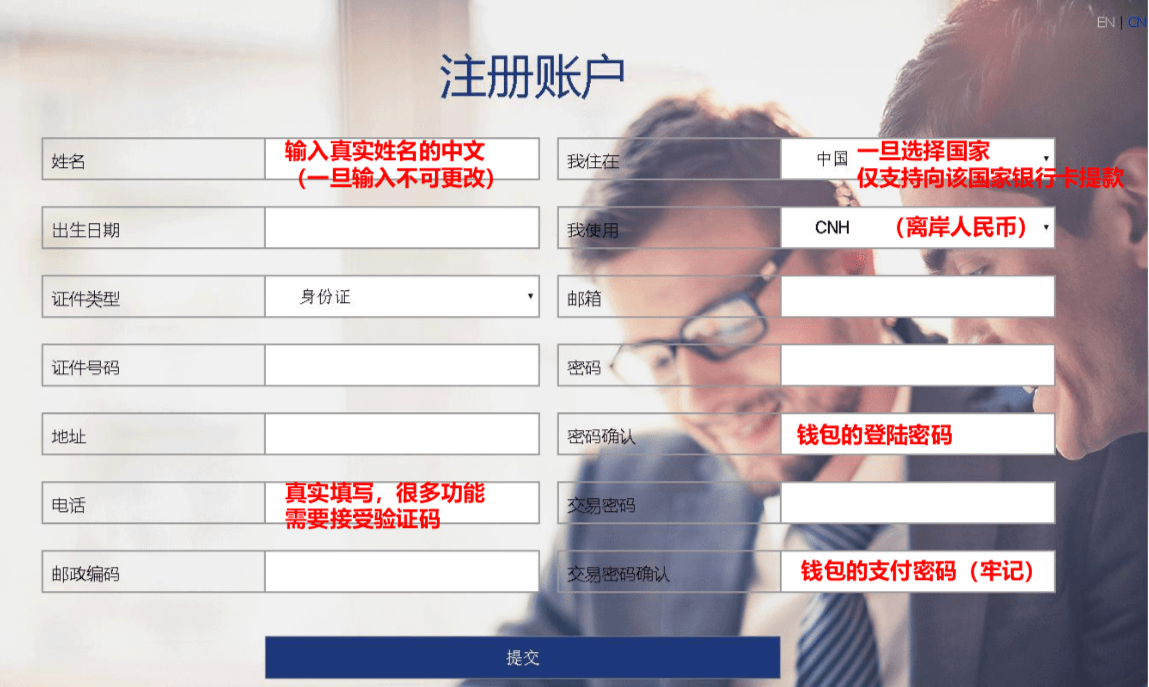 EN | CN
注册账户
姓名
输入真实姓名的中文
（一旦输入不可更改）
我住在
中国
一旦选择国家
仅支持向该国家银行卡提款
出生日期
我使用
CNH
（离岸人民币）
证件类型
身份证
邮箱
证件号码
密码
地址
密码确认
钱包的登陆密码
电话
真实填写，很多功能
需要接受验证码
交易密码
邮政编码
交易密码确认
钱包的支付密码（牢记）
提交